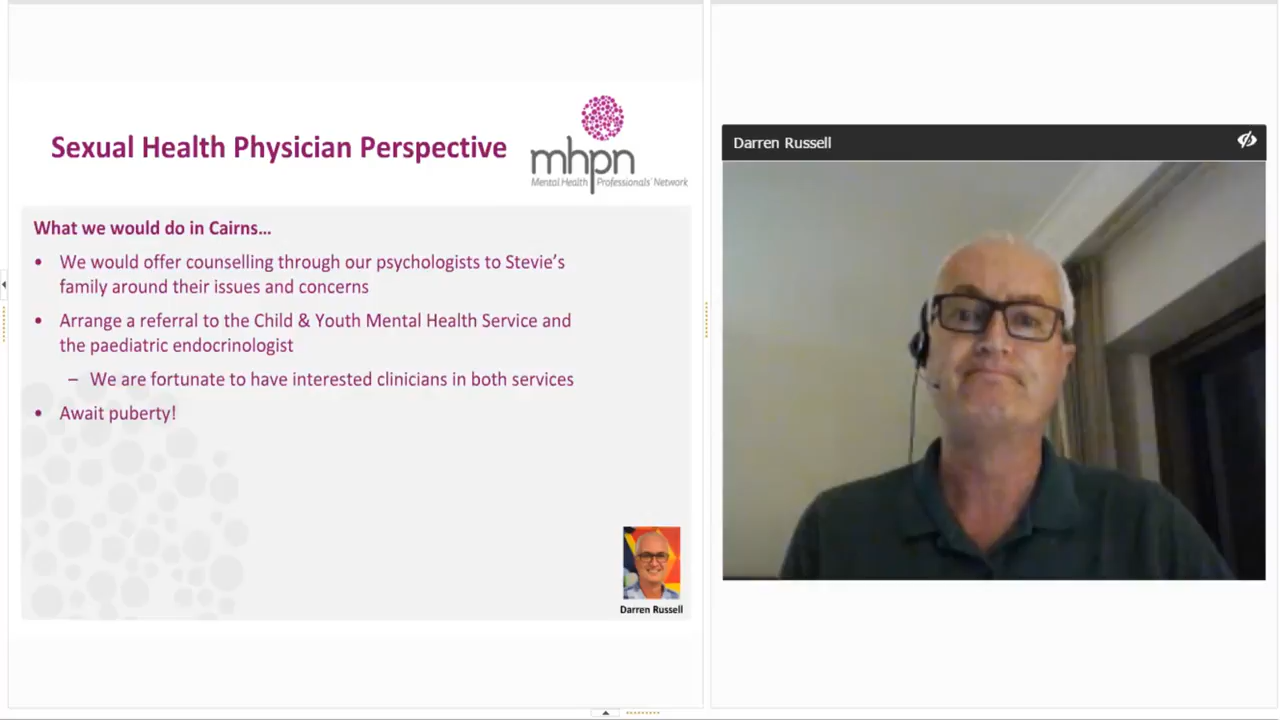 Sexual Health Physician Perspective
mhpn
Mental Health Professionals' Network
What we would do in Cairns...
• We would offer counselling through our psychologists to Stevie's
family around their issues and concerns
• Arrange a referral to the Child & Youth Mental Health Service and
the paediatric endocrinologist
– We are fortunate to have interested clinicians in both services
• Await puberty!
Darren Russell
Darren Russell